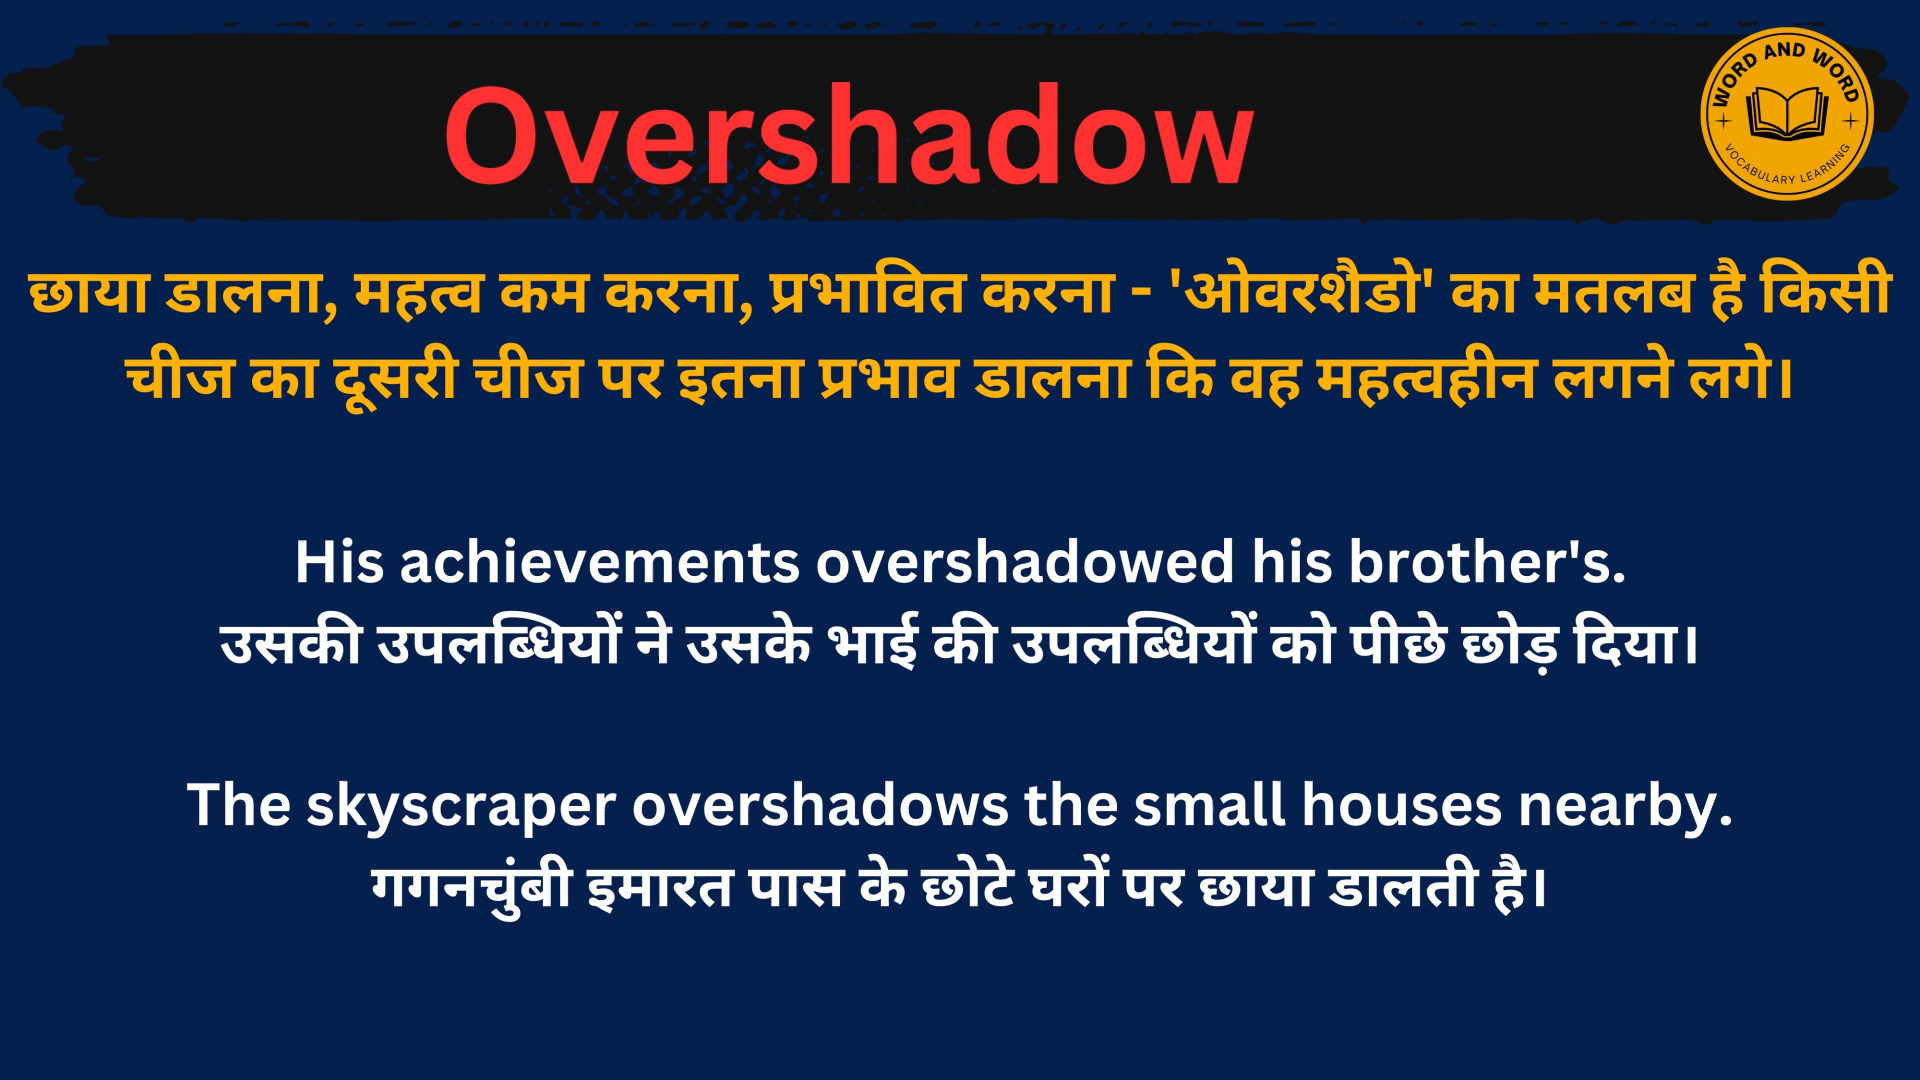 Overshadow
WORD AND WORD
VOCABULARY LEARNING
छाया डालना, महत्व कम करना, प्रभावित करना - 'ओवरशैडो' का मतलब है किसी
चीज का दूसरी चीज पर इतना प्रभाव डालना कि वह महत्वहीन लगने लगे।
His achievements overshadowed his brother's.
उसकी उपलब्धियों ने उसके भाई की उपलब्धियों को पीछे छोड़ दिया।
The skyscraper overshadows the small houses nearby.
गगनचुंबी इमारत पास के छोटे घरों पर छाया डालती है।